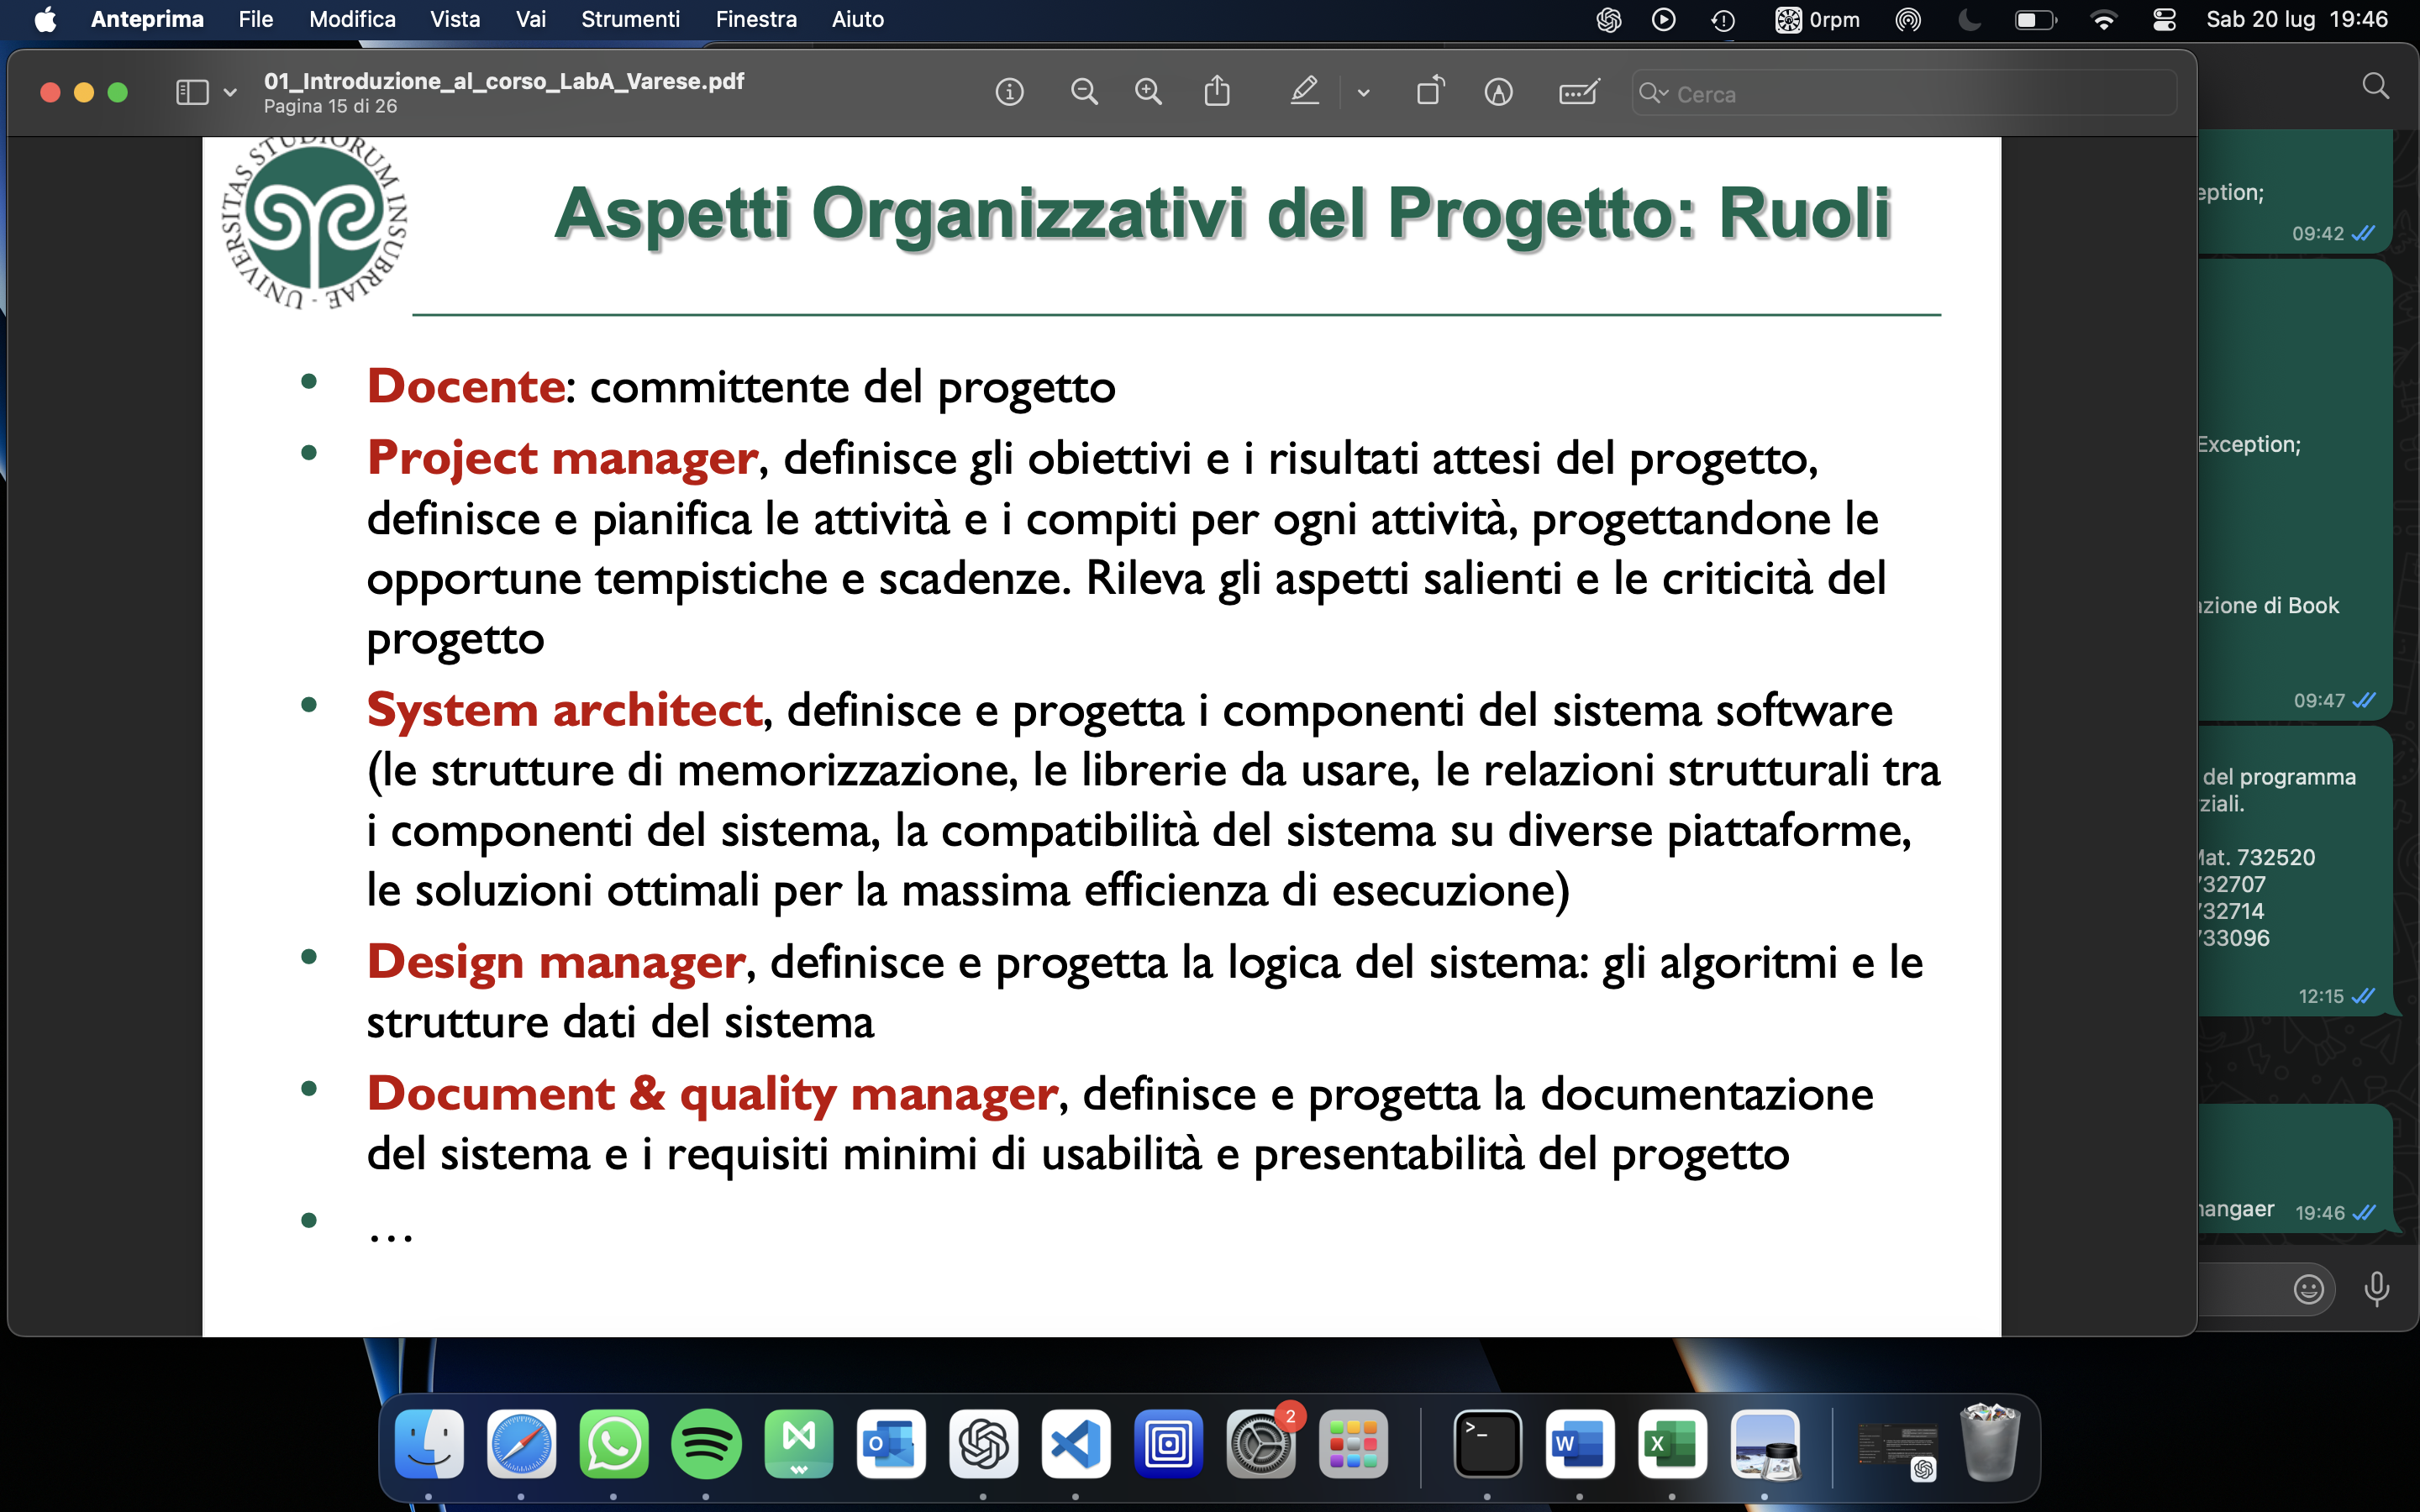 Anteprima File Modifica Vista Vai Strumenti Finestra Aiuto 0rpm Sab 20 lug 19:46
01_Introduzione_al_corso_LabA_Varese.pdf
Pagina 15 di 26
Cerca
UNIVERSITAS STUDIORUM INSUBRIAE
Aspetti Organizzativi del Progetto: Ruoli
• Docente: committente del progetto
• Project manager, definisce gli obiettivi e i risultati attesi del progetto,
definisce e pianifica le attività e i compiti per ogni attività, progettandone le
opportune tempistiche e scadenze. Rileva gli aspetti salienti e le criticità del
progetto
• System architect, definisce e progetta i componenti del sistema software
(le strutture di memorizzazione, le librerie da usare, le relazioni strutturali tra
i componenti del sistema, la compatibilità del sistema su diverse piattaforme,
le soluzioni ottimali per la massima efficienza di esecuzione)
• Design manager, definisce e progetta la logica del sistema: gli algoritmi e le
strutture dati del sistema
• Document & quality manager, definisce e progetta la documentazione
del sistema e i requisiti minimi di usabilità e presentabilità del progetto
• ...
eption;
09:42
Exception;
azione di Book
09:47
del programma
ziali.
Mat. 732520
732707
732714
733096
12:15
nangaer 19:46
2